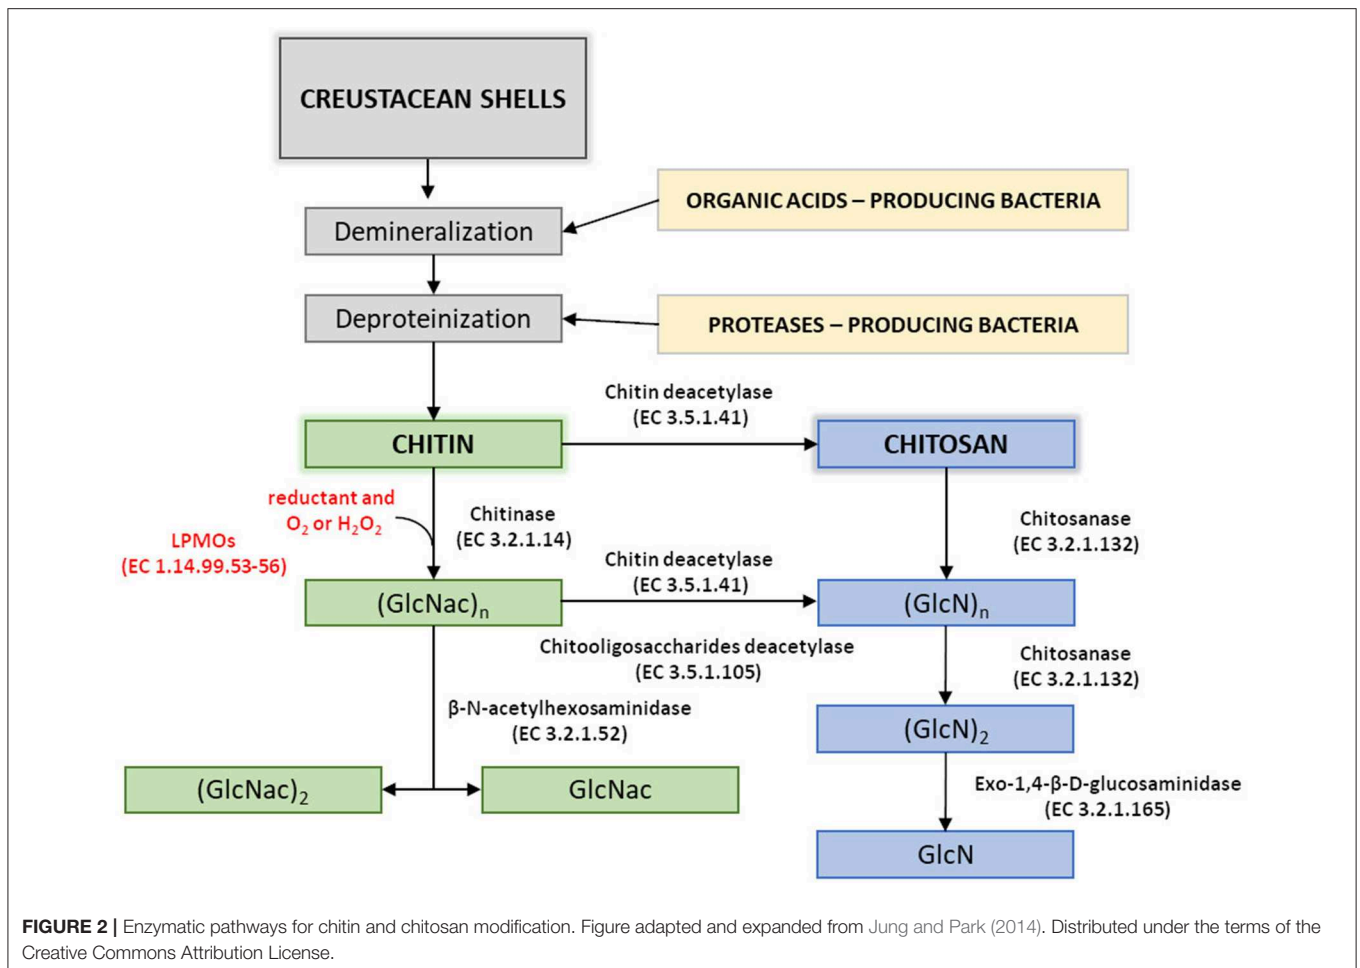 CREUSTACEAN SHELLS
ORGANIC ACIDS – PRODUCING BACTERIA
Demineralization
Deproteinization
PROTEASES – PRODUCING BACTERIA
Chitin deacetylase
(EC 3.5.1.41)
CHITIN
CHITOSAN
reductant and
O₂ or H₂O₂
LPMOs
(EC 1.14.99.53-56)
Chitinase
(EC 3.2.1.14)
Chitosanase
(EC 3.2.1.132)
Chitin deacetylase
(EC 3.5.1.41)
(GlcNac)ₙ
(GlcN)ₙ
Chitooligosaccharides deacetylase
(EC 3.5.1.105)
Chitosanase
(EC 3.2.1.132)
β-N-acetylhexosaminidase
(EC 3.2.1.52)
(GlcN)₂
(GlcNac)₂
GlcNac
Exo-1,4-β-D-glucosaminidase
(EC 3.2.1.165)
GlcN
FIGURE 2 | Enzymatic pathways for chitin and chitosan modification. Figure adapted and expanded from Jung and Park (2014). Distributed under the terms of the
Creative Commons Attribution License.